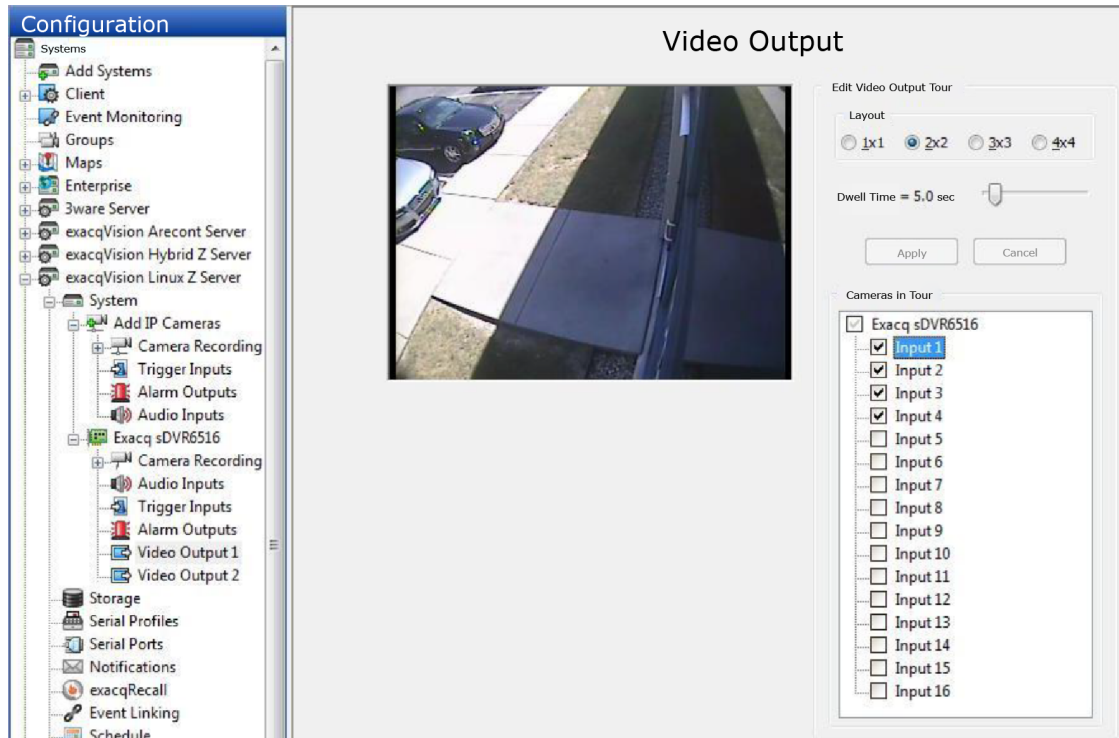 Configuration
Systems
Add Systems
Client
Event Monitoring
Groups
Maps
Enterprise
3ware Server
exacqVision Arecont Server
exacqVision Hybrid Z Server
exacqVision Linux Z Server
System
Add IP Cameras
Camera Recording
Trigger Inputs
Alarm Outputs
Audio Inputs
Exacq sDVR6516
Camera Recording
Audio Inputs
Trigger Inputs
Alarm Outputs
Video Output 1
Video Output 2
Storage
Serial Profiles
Serial Ports
Notifications
exacqRecall
Event Linking
Schedule
Video Output
Edit Video Output Tour
Layout
1x1 2x2 3x3 4x4
Dwell Time = 5.0 sec
Apply Cancel
Cameras in Tour
Exacq sDVR6516
Input 1
Input 2
Input 3
Input 4
Input 5
Input 6
Input 7
Input 8
Input 9
Input 10
Input 11
Input 12
Input 13
Input 14
Input 15
Input 16